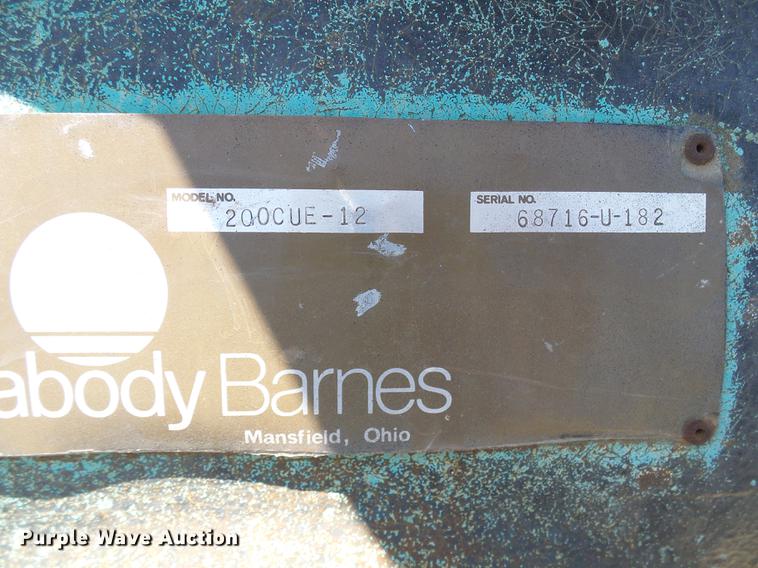 MODEL NO.
200CUE-12
SERIAL NO.
68716-U-182
abody Barnes
Mansfield, Ohio
Purple Wave Auction